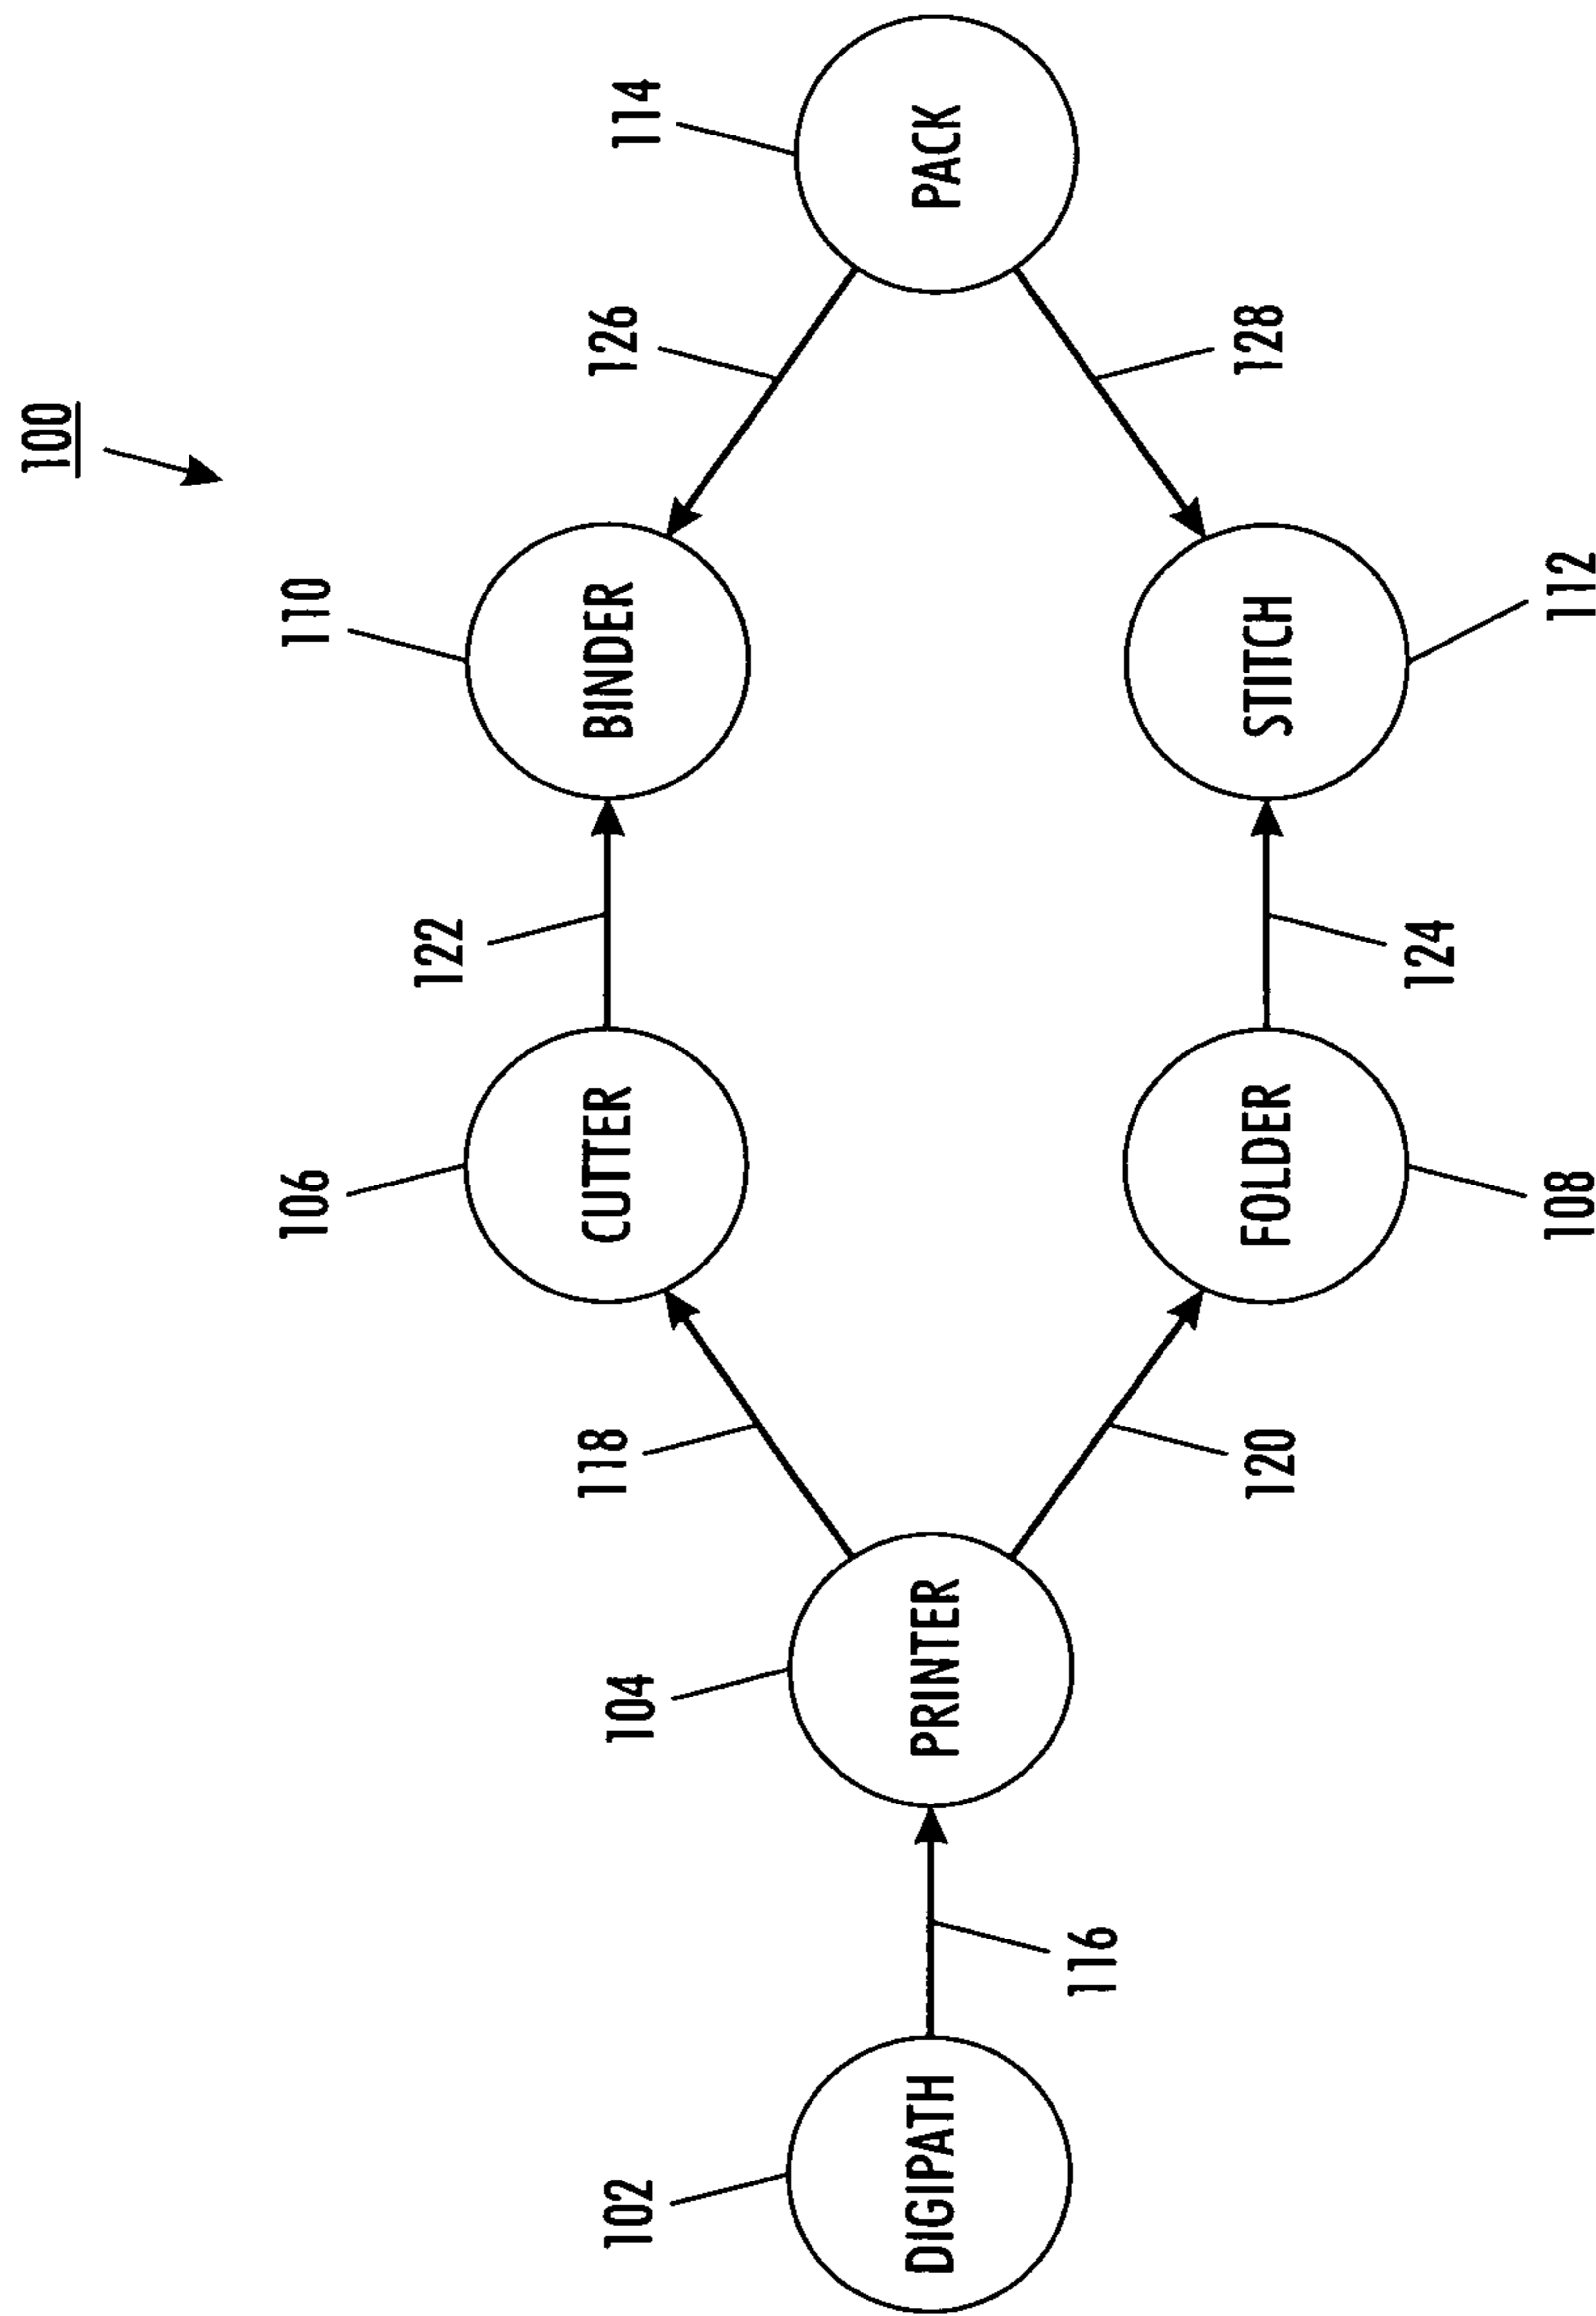 100
102
DIGIPATH
116
104
PRINTER
118
120
106
CUTTER
108
FOLDER
122
124
110
BINDER
112
STITCH
126
128
114
PACK